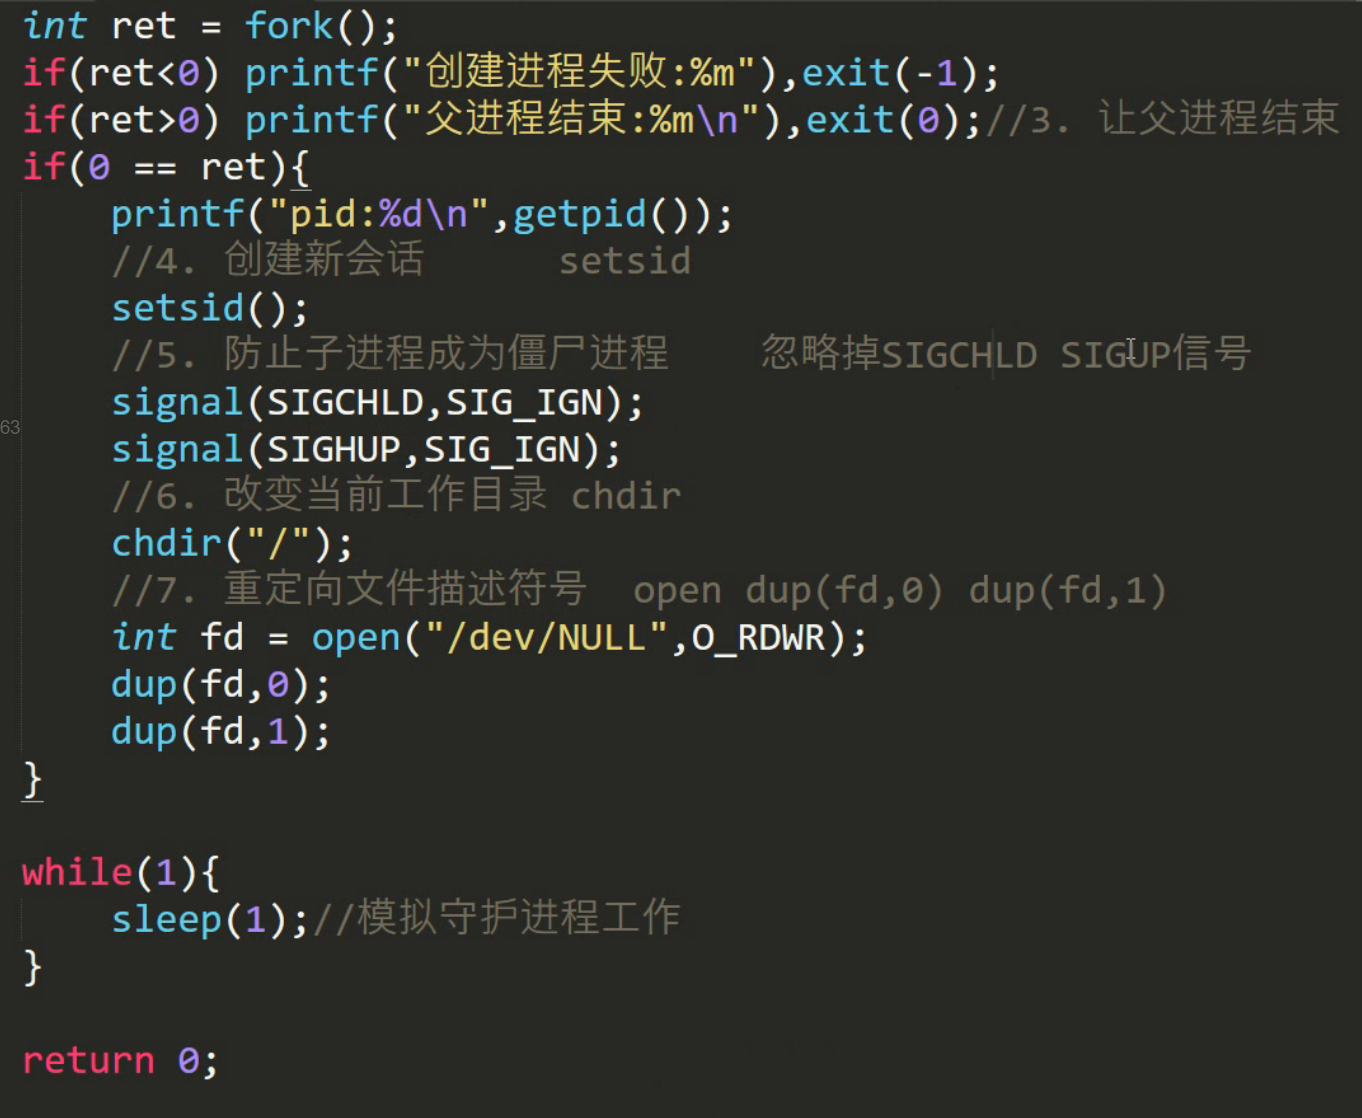 int ret = fork();
if(ret<0) printf("创建进程失败:%m"),exit(-1);
if(ret>0) printf("父进程结束:%m\n"),exit(0);//3. 让父进程结束
if(0 == ret){
    printf("pid:%d\n",getpid());
    //4. 创建新会话      setsid
    setsid();
    //5. 防止子进程成为僵尸进程    忽略掉SIGCHLD SIGUP信号
    signal(SIGCHLD,SIG_IGN);
63
    signal(SIGHUP,SIG_IGN);
    //6. 改变当前工作目录 chdir
    chdir("/");
    //7. 重定向文件描述符号  open dup(fd,0) dup(fd,1)
    int fd = open("/dev/NULL",O_RDWR);
    dup(fd,0);
    dup(fd,1);
}
while(1){
    sleep(1);//模拟守护进程工作
}
return 0;